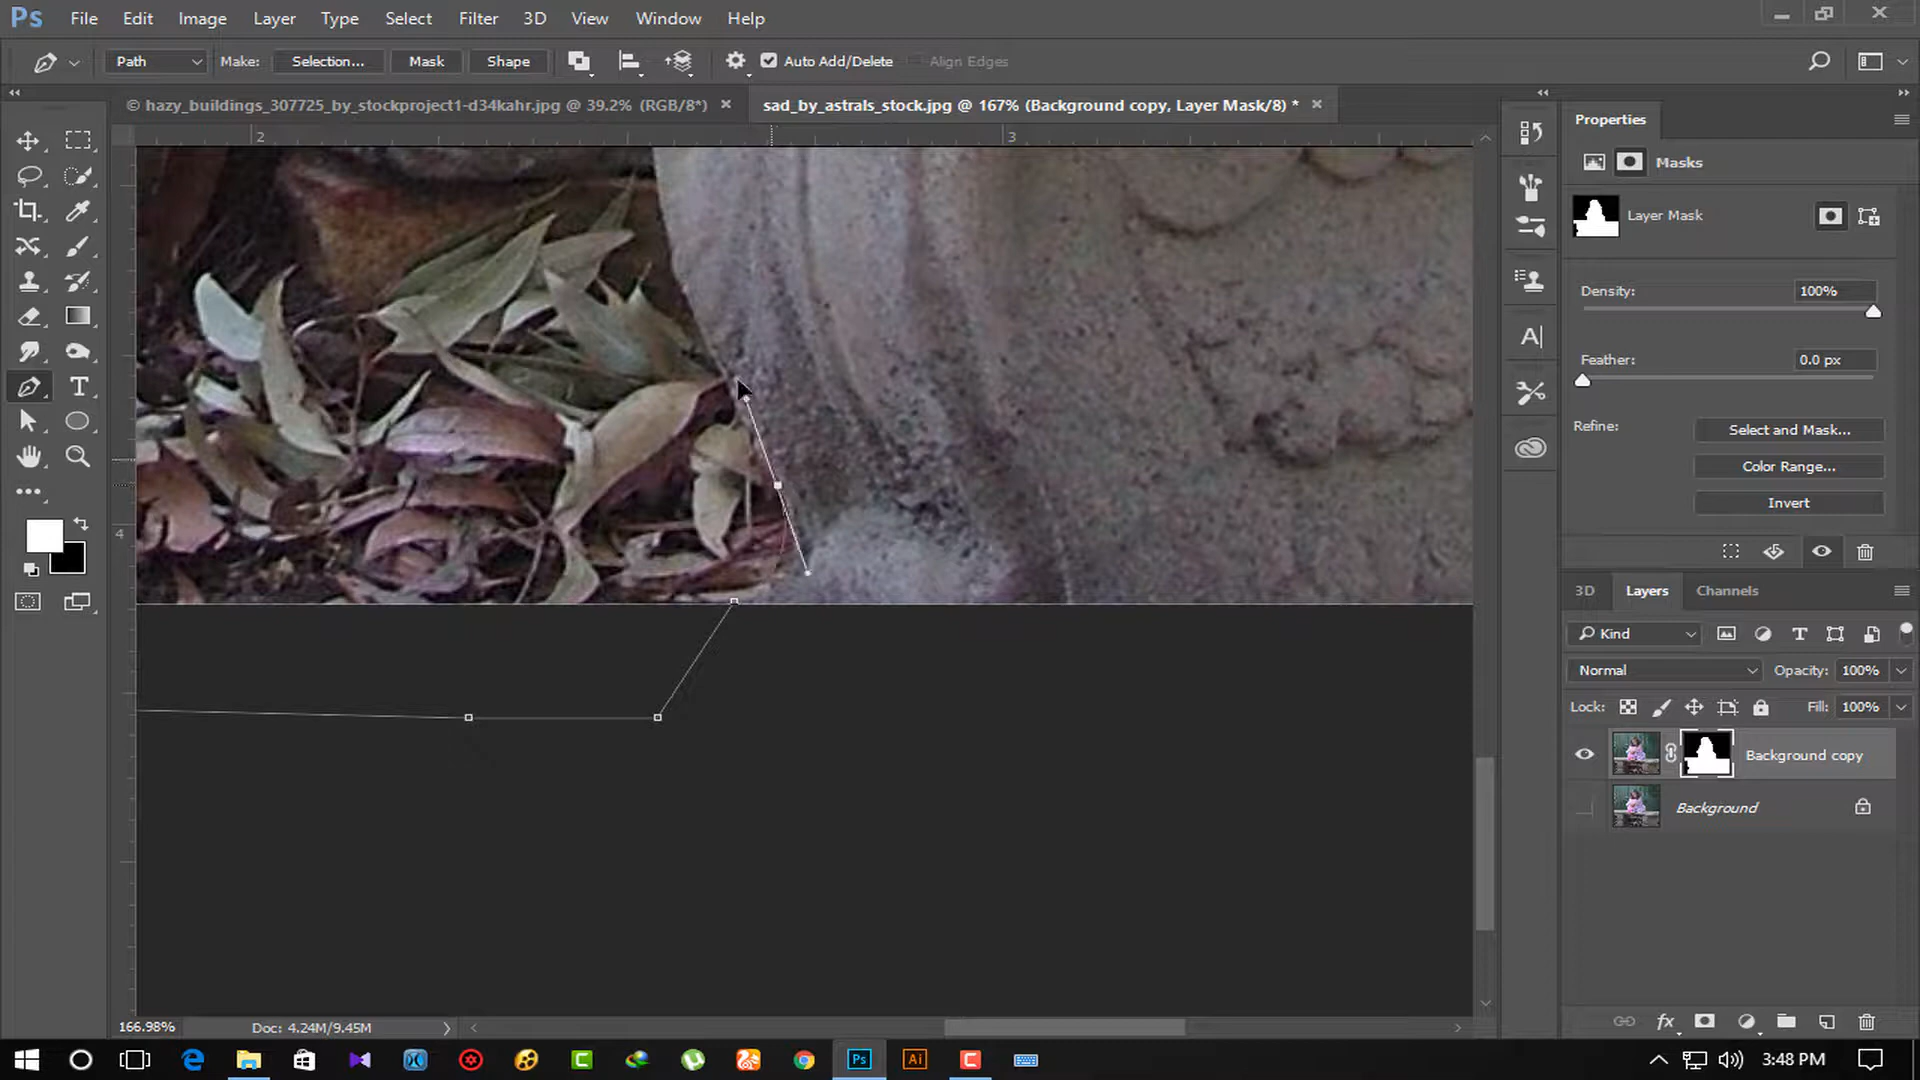 Ps File Edit Image Layer Type Select Filter 3D View Window Help
Path Make: Selection... Mask Shape Auto Add/Delete Align Edges
© hazy_buildings_307725_by_stockproject1-d34kahr.jpg @ 39.2% (RGB/8*) × sad_by_astrals_stock.jpg @ 167% (Background copy, Layer Mask/8) * ×
2 3
4
Properties
Masks
Layer Mask
Density: 100%
Feather: 0.0 px
Refine: Select and Mask...
Color Range...
Invert
3D Layers Channels
Kind
Normal Opacity: 100%
Lock: Fill: 100%
Background copy
Background
fx
166.98% Doc: 4.24M/9.45M
Ps Ai C 3:48 PM